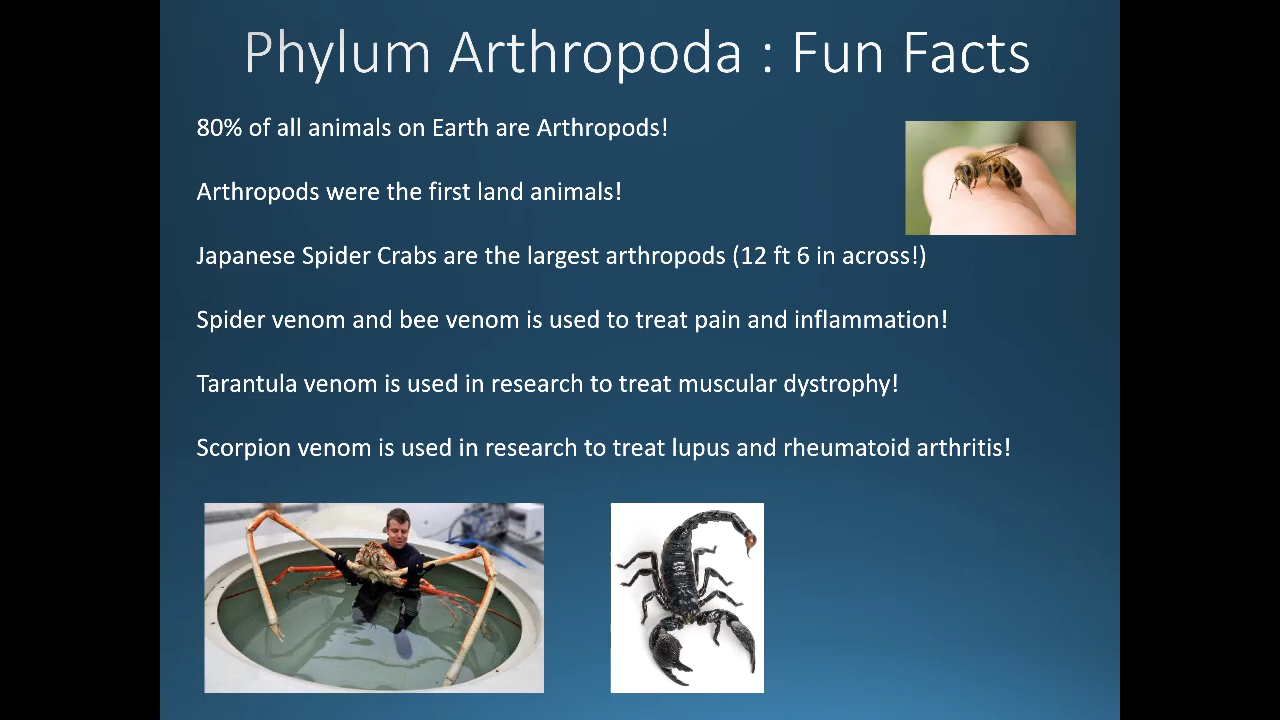 Phylum Arthropoda : Fun Facts
80% of all animals on Earth are Arthropods!
Arthropods were the first land animals!
Japanese Spider Crabs are the largest arthropods (12 ft 6 in across!)
Spider venom and bee venom is used to treat pain and inflammation!
Tarantula venom is used in research to treat muscular dystrophy!
Scorpion venom is used in research to treat lupus and rheumatoid arthritis!